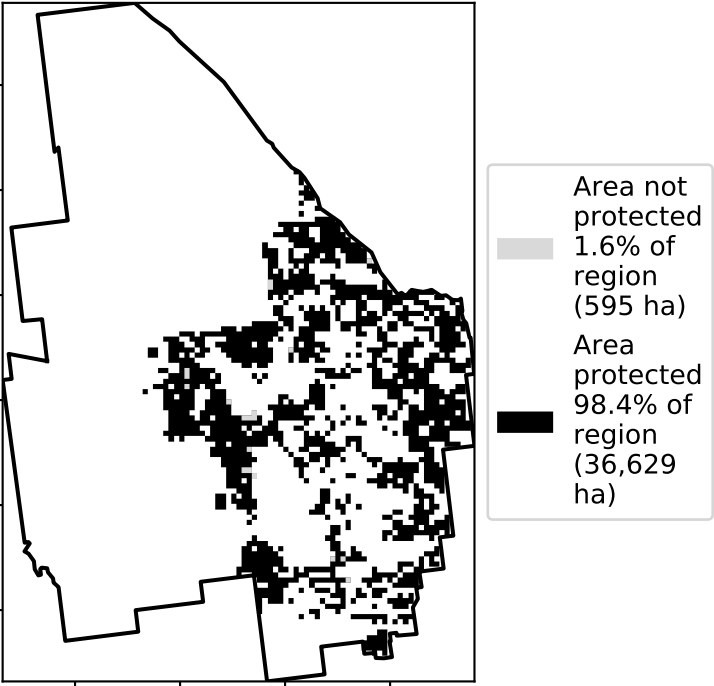 Area not
protected
1.6% of
region
(595 ha)
Area
protected
98.4% of
region
(36,629
ha)